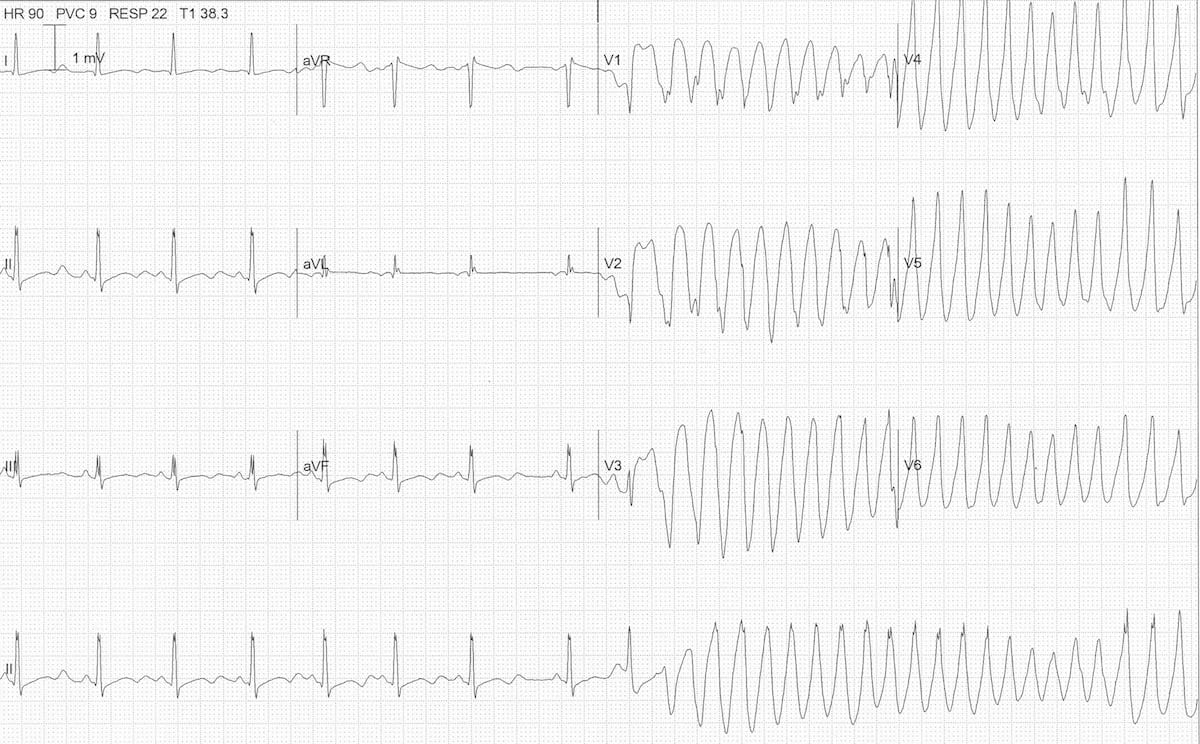 HR 90 PVC 9 RESP 22 T1 38.3
1 mV
I aVR V1 V4
II aVL V2 V5
III aVF V3 V6
II